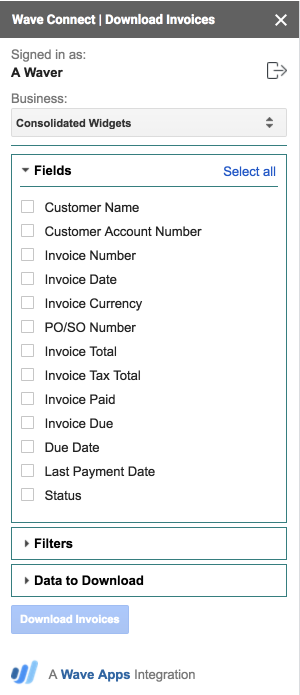 Wave Connect | Download Invoices
Signed in as:
A Waver
Business:
Consolidated Widgets
Fields Select all
Customer Name
Customer Account Number
Invoice Number
Invoice Date
Invoice Currency
PO/SO Number
Invoice Total
Invoice Tax Total
Invoice Paid
Invoice Due
Due Date
Last Payment Date
Status
Filters
Data to Download
Download Invoices
A Wave Apps Integration